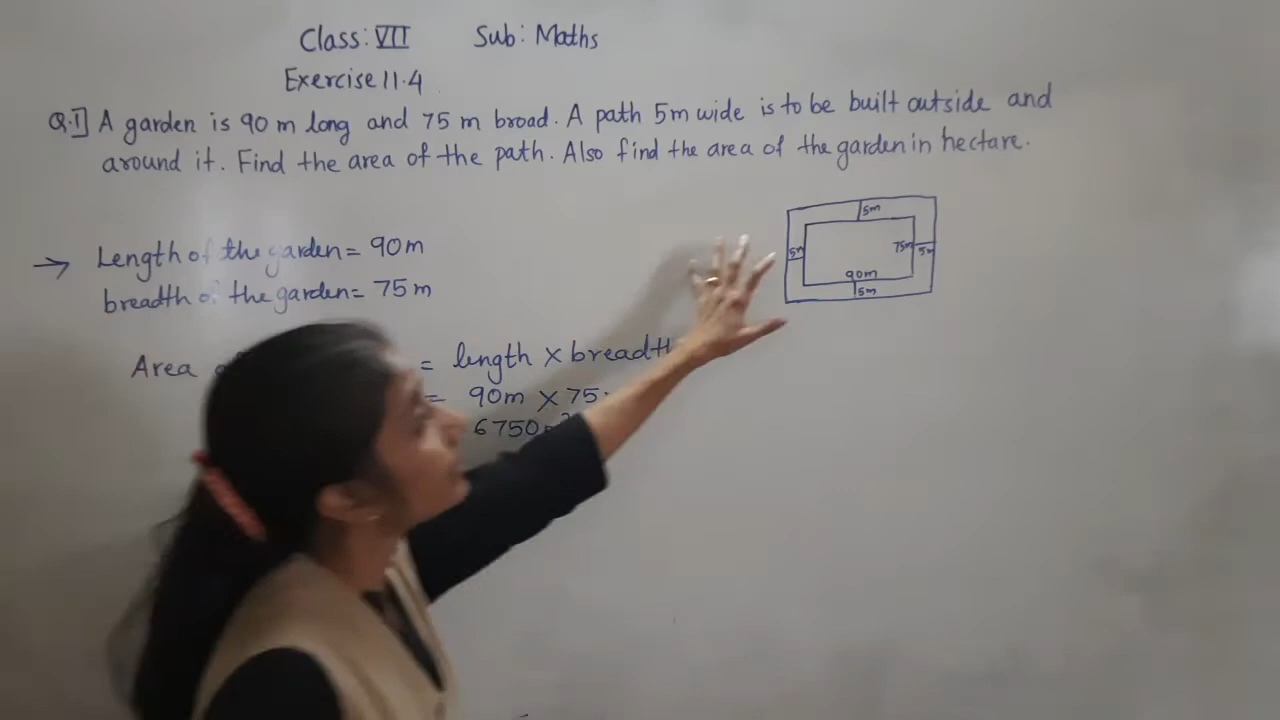 Class: VII Sub: Maths
Exercise 11.4
Q.1] A garden is 90 m long and 75 m broad. A path 5m wide is to be built outside and
around it. Find the area of the path. Also find the area of the garden in hectare.
5m
5m 75m 5m
90m
5m
→ Length of the garden = 90m
breadth of the garden = 75 m
Area = length × breadth
= 90m × 75
6750